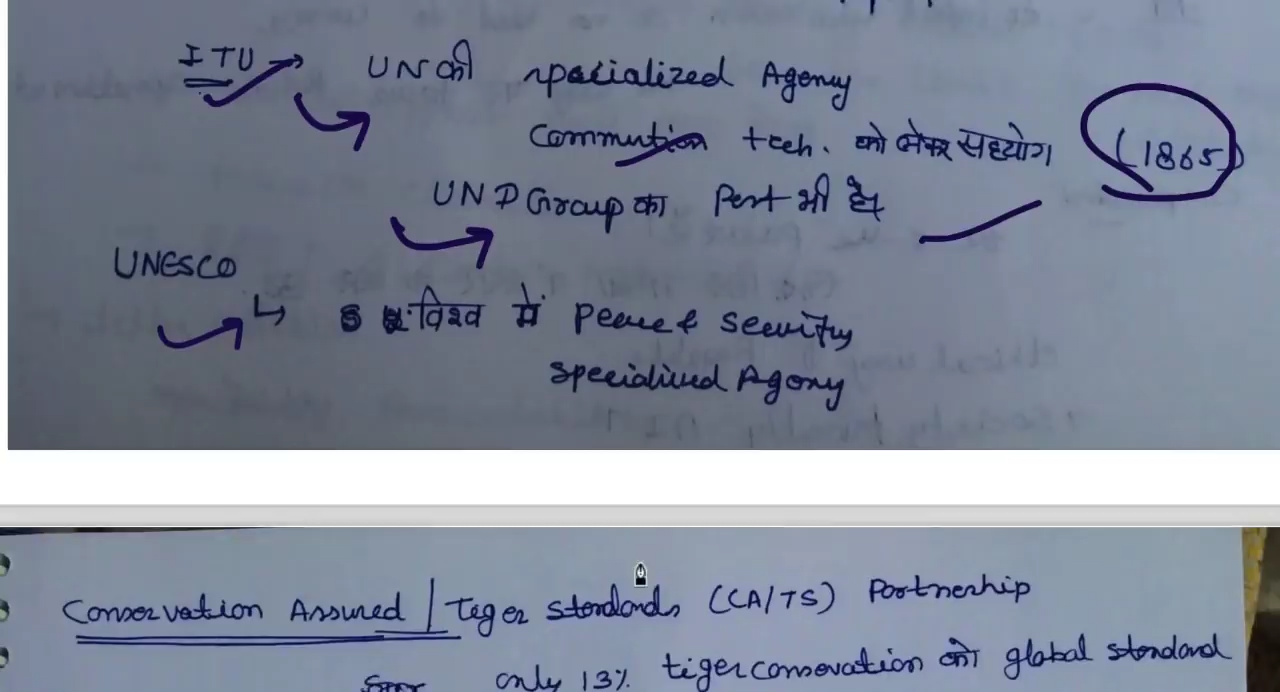 ITU → UN की specialized Agency
Commution tech. को लेकर सहयोग (1865)
UND Group का Part भी है
UNESCO
↳ विश्व में Peace & Security
Specialized Agency
Conservation Assured | Tiger Standards (CA/TS) Partnership
only 13% tiger conservation को global standard